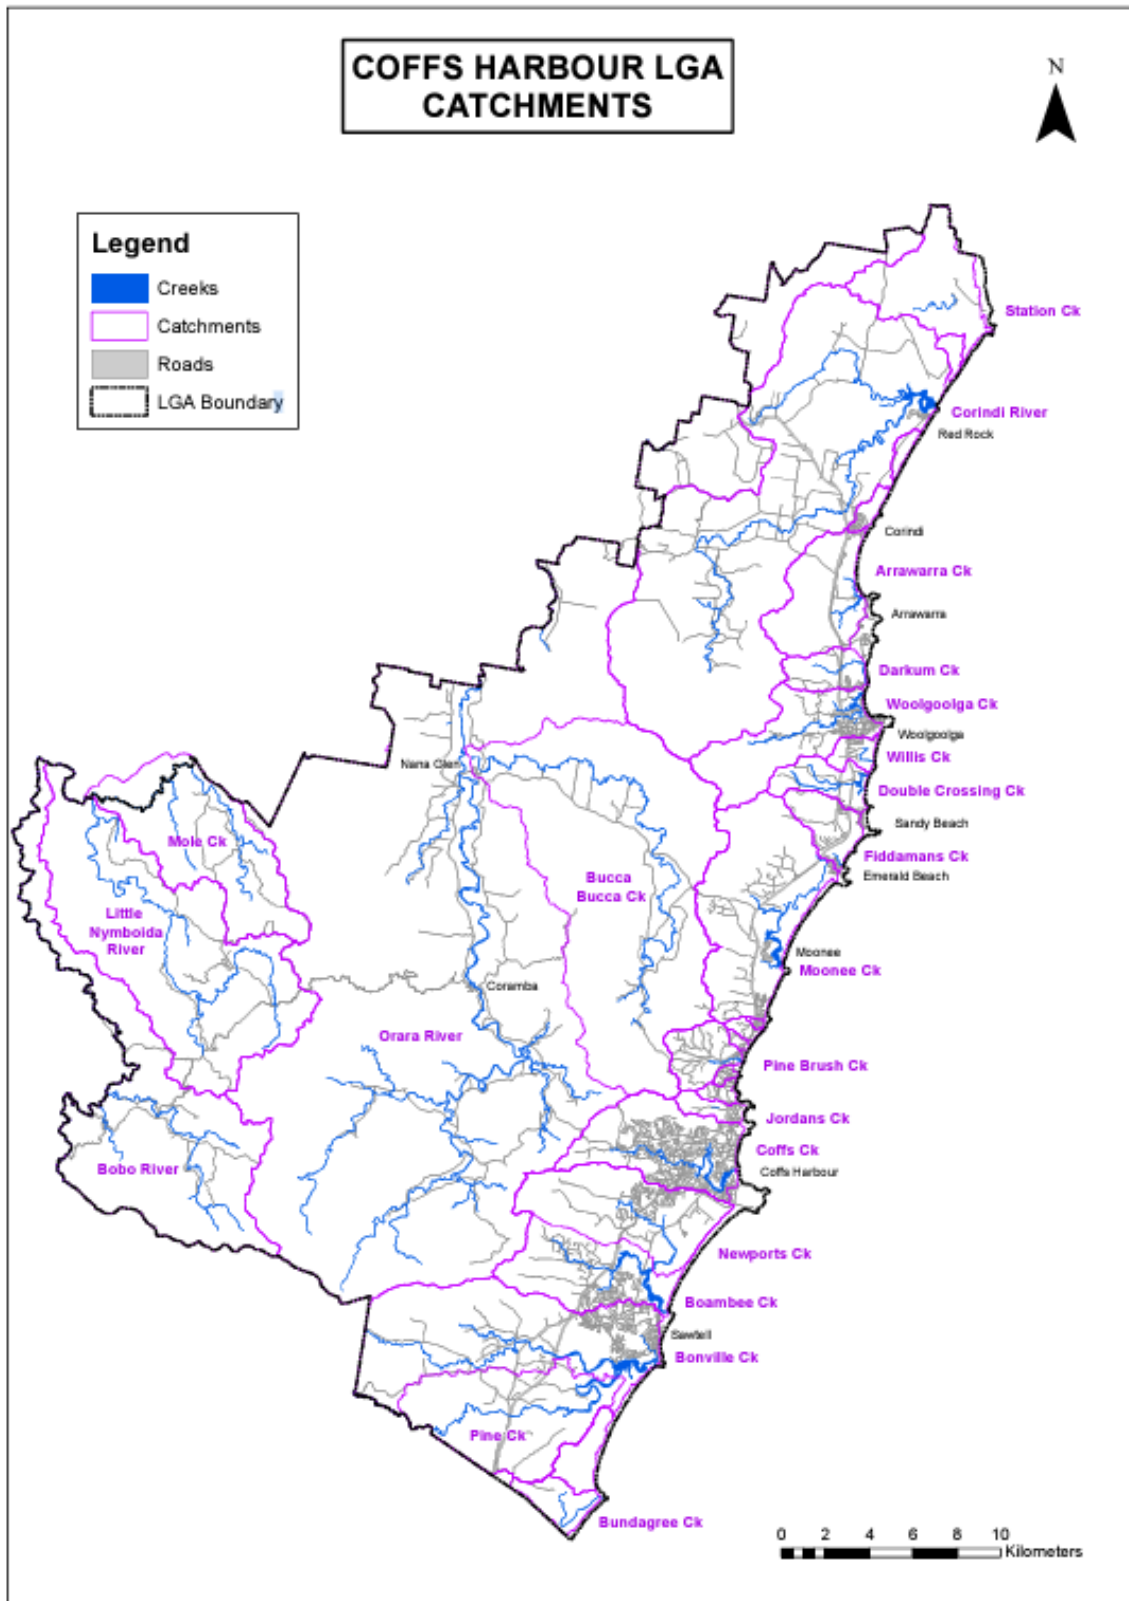 COFFS HARBOUR LGA
CATCHMENTS
N
Legend
Creeks
Catchments
Roads
LGA Boundary
Station Ck
Corindi River
Red Rock
Corindi
Arrawarra Ck
Arrawarra
Darkum Ck
Woolgoolga Ck
Woolgoolga
Willis Ck
Nana Glen
Double Crossing Ck
Sandy Beach
Mole Ck
Fiddamans Ck
Emerald Beach
Bucca
Bucca Ck
Little
Nymboida
River
Moonee
Moonee Ck
Coramba
Orara River
Pine Brush Ck
Jordans Ck
Coffs Ck
Bobo River
Coffs Harbour
Newports Ck
Boambee Ck
Sawtell
Bonville Ck
Pine Ck
Bundagree Ck
0 2 4 6 8 10
Kilometers